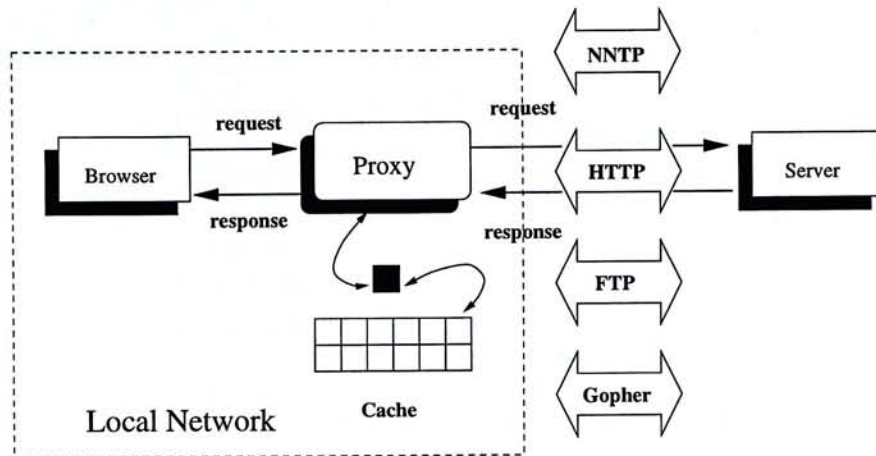 NNTP
request
request
Browser
Proxy
HTTP
Server
response
response
FTP
Cache
Gopher
Local Network